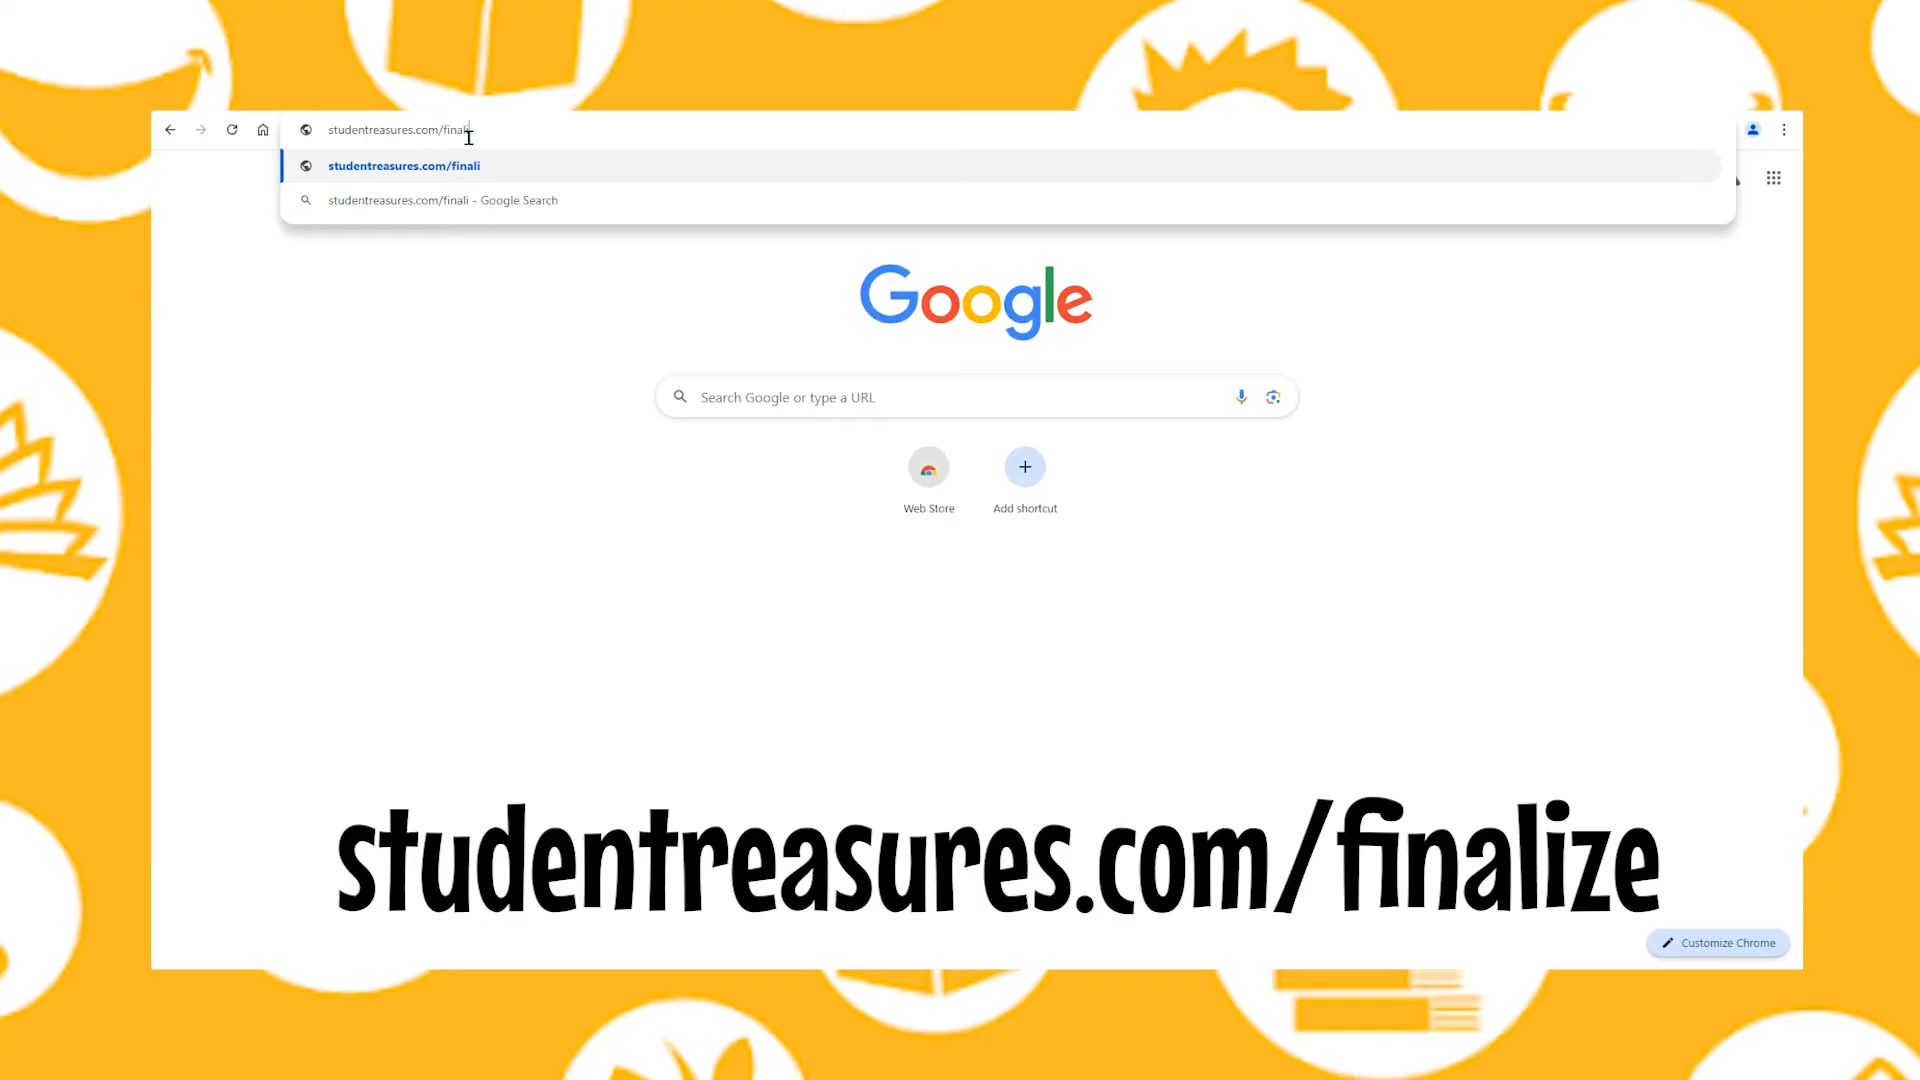 studentreasures.com/finali
studentreasures.com/finali
studentreasures.com/finali - Google Search
Google
Search Google or type a URL
Web Store
Add shortcut
studentreasures.com/finalize
Customize Chrome